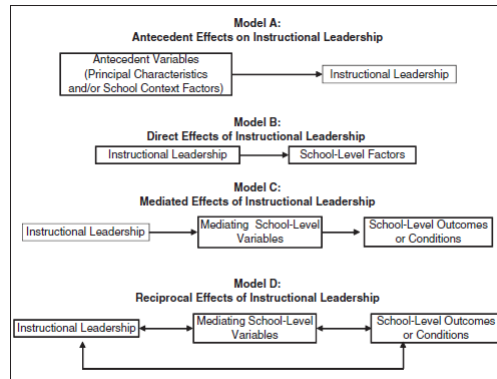 Model A:
Antecedent Effects on Instructional Leadership
Antecedent Variables
(Principal Characteristics
and/or School Context Factors)
Instructional Leadership
Model B:
Direct Effects of Instructional Leadership
Instructional Leadership
School-Level Factors
Model C:
Mediated Effects of Instructional Leadership
Instructional Leadership
Mediating School-Level
Variables
School-Level Outcomes
or Conditions
Model D:
Reciprocal Effects of Instructional Leadership
Instructional Leadership
Mediating School-Level
Variables
School-Level Outcomes
or Conditions